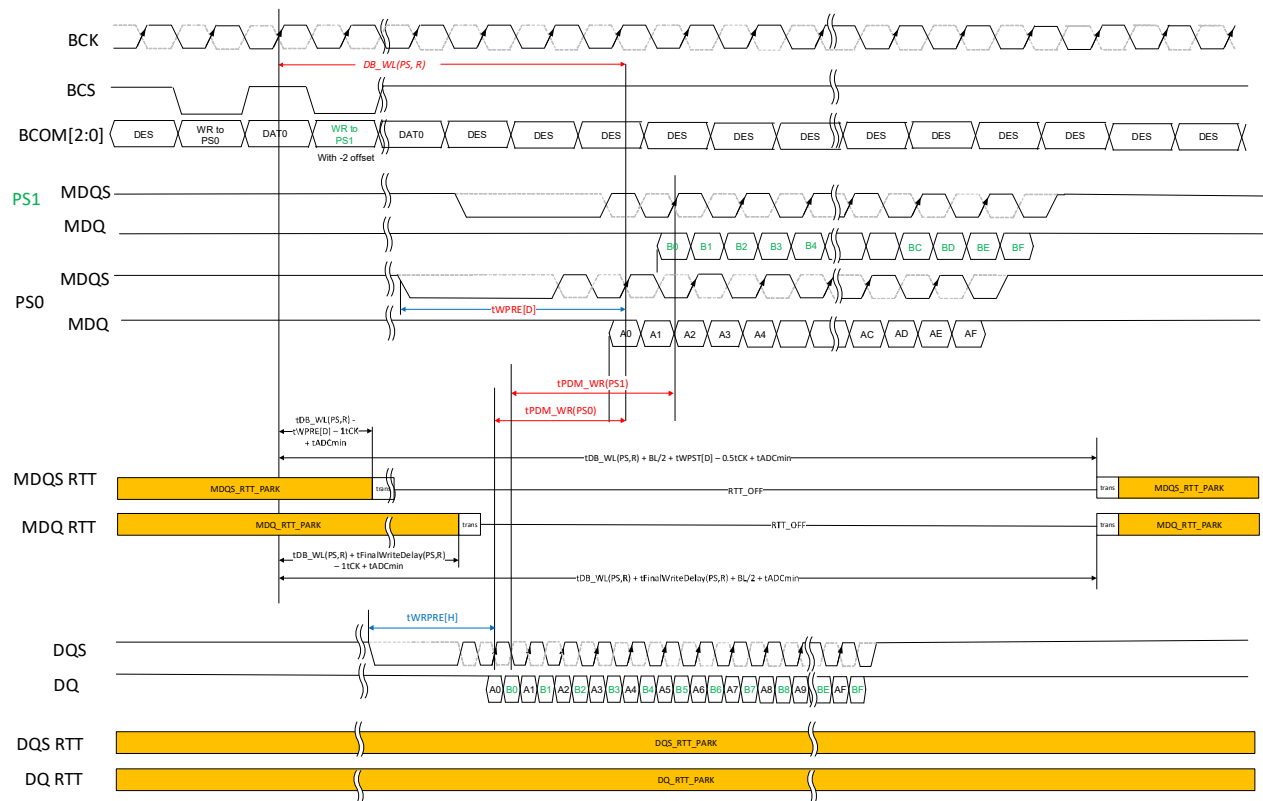 BCK
DB_WL(PS, R)
BCS
BCOM[2:0]
DES
WR to
PS0
DAT0
WR to
PS1
DAT0
DES
DES
DES
DES
DES
DES
DES
DES
DES
DES
DES
DES
With -2 offset
PS1
MDQS
MDQ
B0
B1
B2
B3
B4
BC
BD
BE
BF
PS0
MDQS
tWPRE[D]
MDQ
A0
A1
A2
A3
A4
AC
AD
AE
AF
tPDM_WR(PS1)
tPDM_WR(PS0)
tDB_WL(PS,R) -
tWPRE[D] – 1tCK
+ tADCmin
tDB_WL(PS,R) + BL/2 + tWPST[D] – 0.5tCK + tADCmin
MDQS RTT
MDQS_RTT_PARK
trans
RTT_OFF
trans
MDQS_RTT_PARK
MDQ RTT
MDQ_RTT_PARK
trans
RTT_OFF
trans
MDQ_RTT_PARK
tDB_WL(PS,R) + tFinalWriteDelay(PS,R)
– 1tCK + tADCmin
tDB_WL(PS,R) + tFinalWriteDelay(PS,R) + BL/2 + tADCmin
tWRPRE[H]
DQS
DQ
A0
B0
A1
B1
A2
B2
A3
B3
A4
B4
A5
B5
A6
B6
A7
B7
A8
B8
A9
BE
AF
BF
DQS RTT
DQS_RTT_PARK
DQ RTT
DQ_RTT_PARK